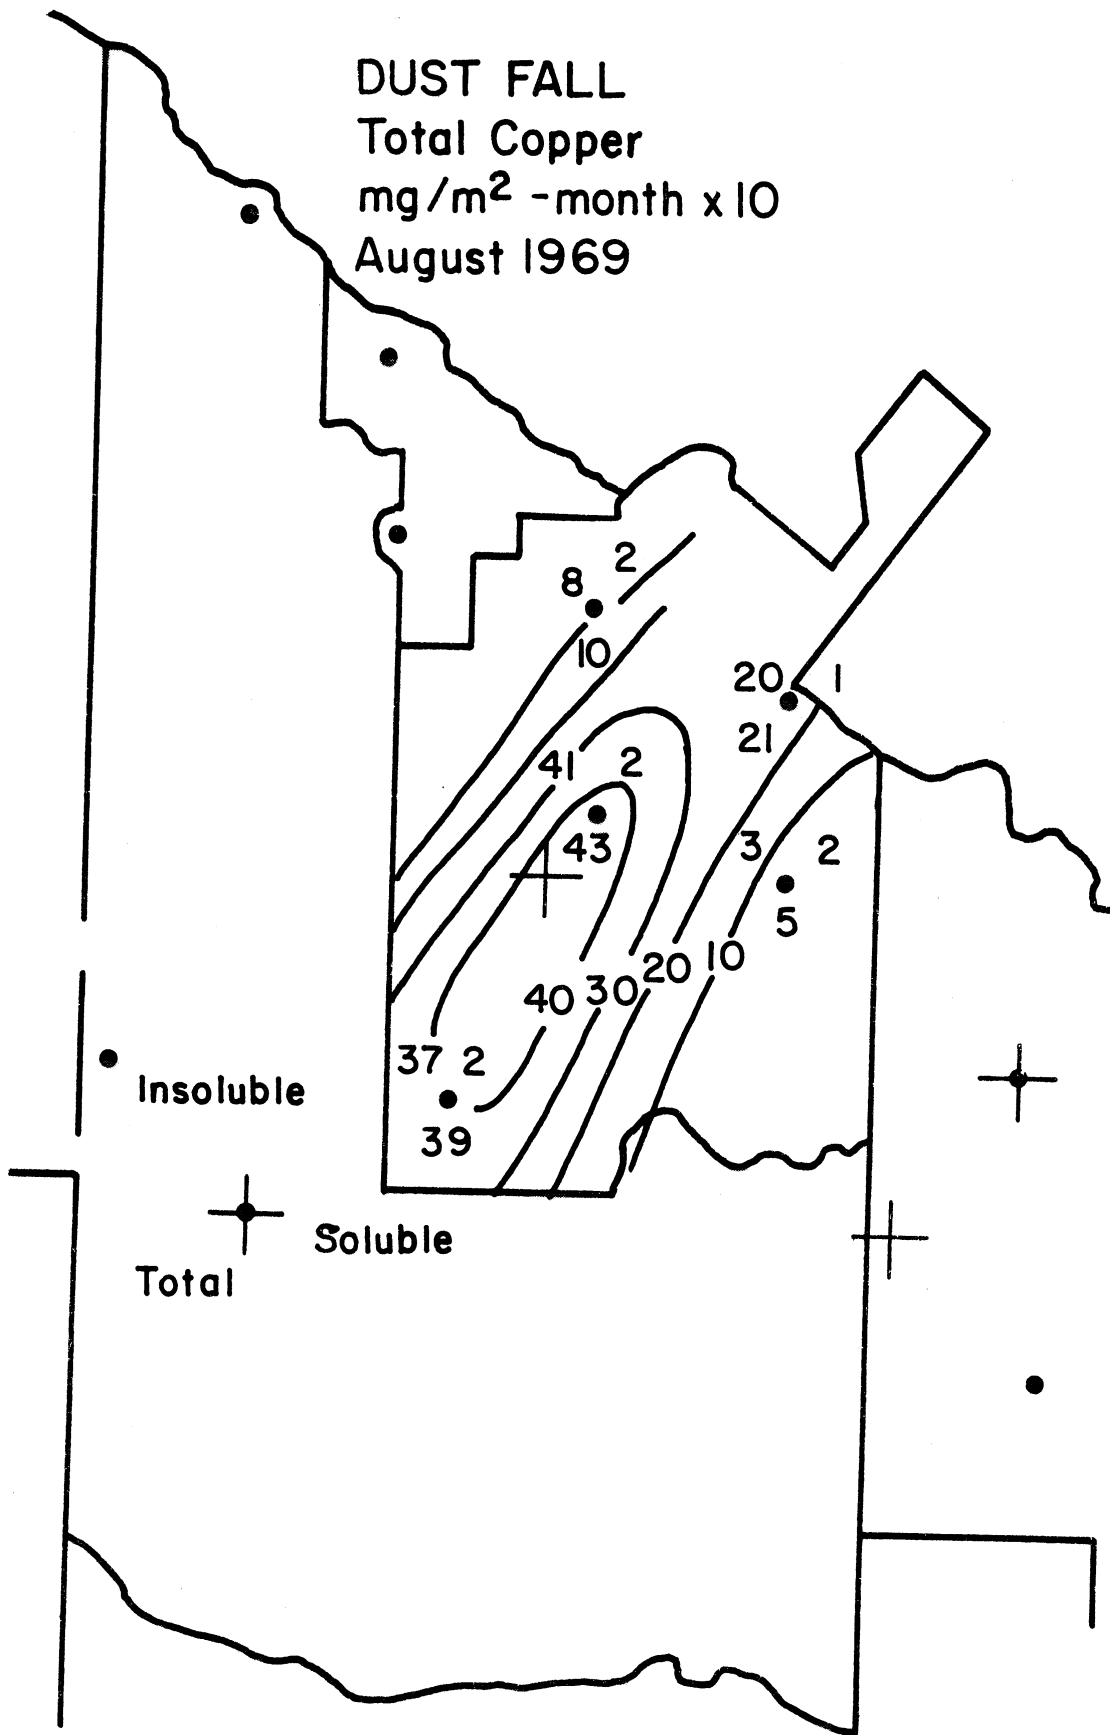 DUST FALL
Total Copper
mg/m² - month x 10
August 1969
2
8
10
20 1
21
41 2
43
3 2
5
20 10
40 30
37 2
39
Insoluble
Soluble
Total